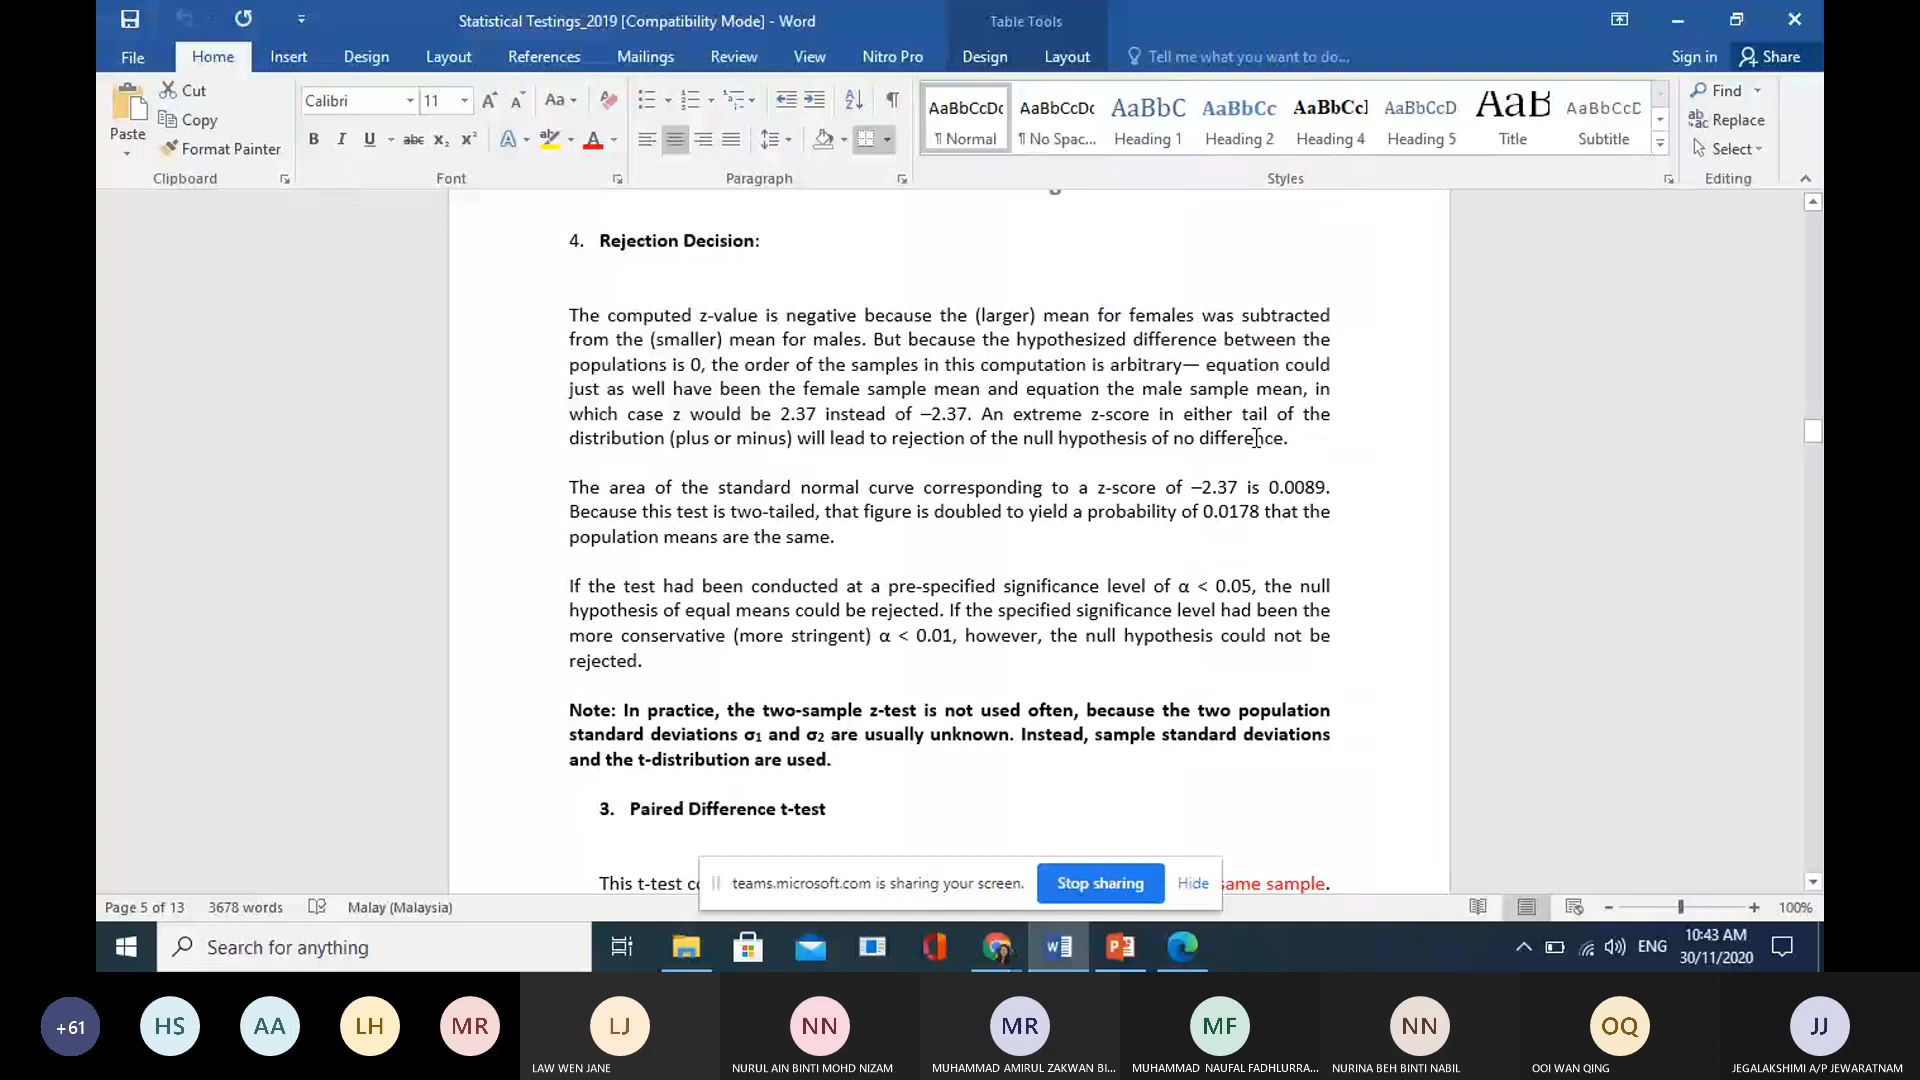 Statistical Testings_2019 [Compatibility Mode] - Word
Table Tools
File Home Insert Design Layout References Mailings Review View Nitro Pro Design Layout Tell me what you want to do... Sign in Share
Paste
Cut
Copy
Format Painter
Calibri 11
Aa
B I U abc X₂ X²
AaBbCcDc AaBbCcDc AaBbC AaBbCc AaBbCcI AaBbCcD AaB AaBbCcD
¶ Normal ¶ No Spac... Heading 1 Heading 2 Heading 4 Heading 5 Title Subtitle
Find
Replace
Select
Clipboard Font Paragraph Styles Editing
4. Rejection Decision:
The computed z-value is negative because the (larger) mean for females was subtracted
from the (smaller) mean for males. But because the hypothesized difference between the
populations is 0, the order of the samples in this computation is arbitrary— equation could
just as well have been the female sample mean and equation the male sample mean, in
which case z would be 2.37 instead of –2.37. An extreme z-score in either tail of the
distribution (plus or minus) will lead to rejection of the null hypothesis of no difference.
The area of the standard normal curve corresponding to a z-score of –2.37 is 0.0089.
Because this test is two-tailed, that figure is doubled to yield a probability of 0.0178 that the
population means are the same.
If the test had been conducted at a pre-specified significance level of α < 0.05, the null
hypothesis of equal means could be rejected. If the specified significance level had been the
more conservative (more stringent) α < 0.01, however, the null hypothesis could not be
rejected.
Note: In practice, the two-sample z-test is not used often, because the two population
standard deviations σ₁ and σ₂ are usually unknown. Instead, sample standard deviations
and the t-distribution are used.
3. Paired Difference t-test
This t-test same sample.
teams.microsoft.com is sharing your screen. Stop sharing Hide
Page 5 of 13 3678 words Malay (Malaysia) 100%
Search for anything
ENG
10:43 AM
30/11/2020
+61 HS AA LH MR LJ NN MR MF NN OQ JJ
LAW WEN JANE NURUL AIN BINTI MOHD NIZAM MUHAMMAD AMIRUL ZAKWAN BI... MUHAMMAD NAUFAL FADHLURRA... NURINA BEH BINTI NABIL OOI WAN QING JEGALAKSHIMI A/P JEWARATNAM